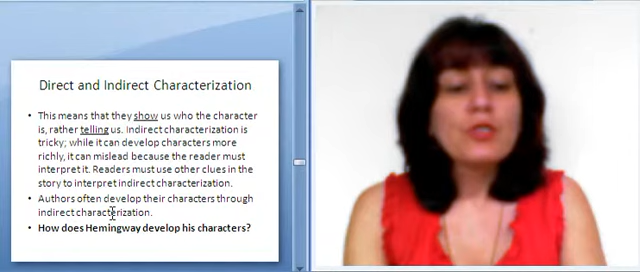 Direct and Indirect Characterization
• This means that they show us who the character
is, rather telling us. Indirect characterization is
tricky; while it can develop characters more
richly, it can mislead because the reader must
interpret it. Readers must use other clues in the
story to interpret indirect characterization.
• Authors often develop their characters through
indirect characterization.
• How does Hemingway develop his characters?